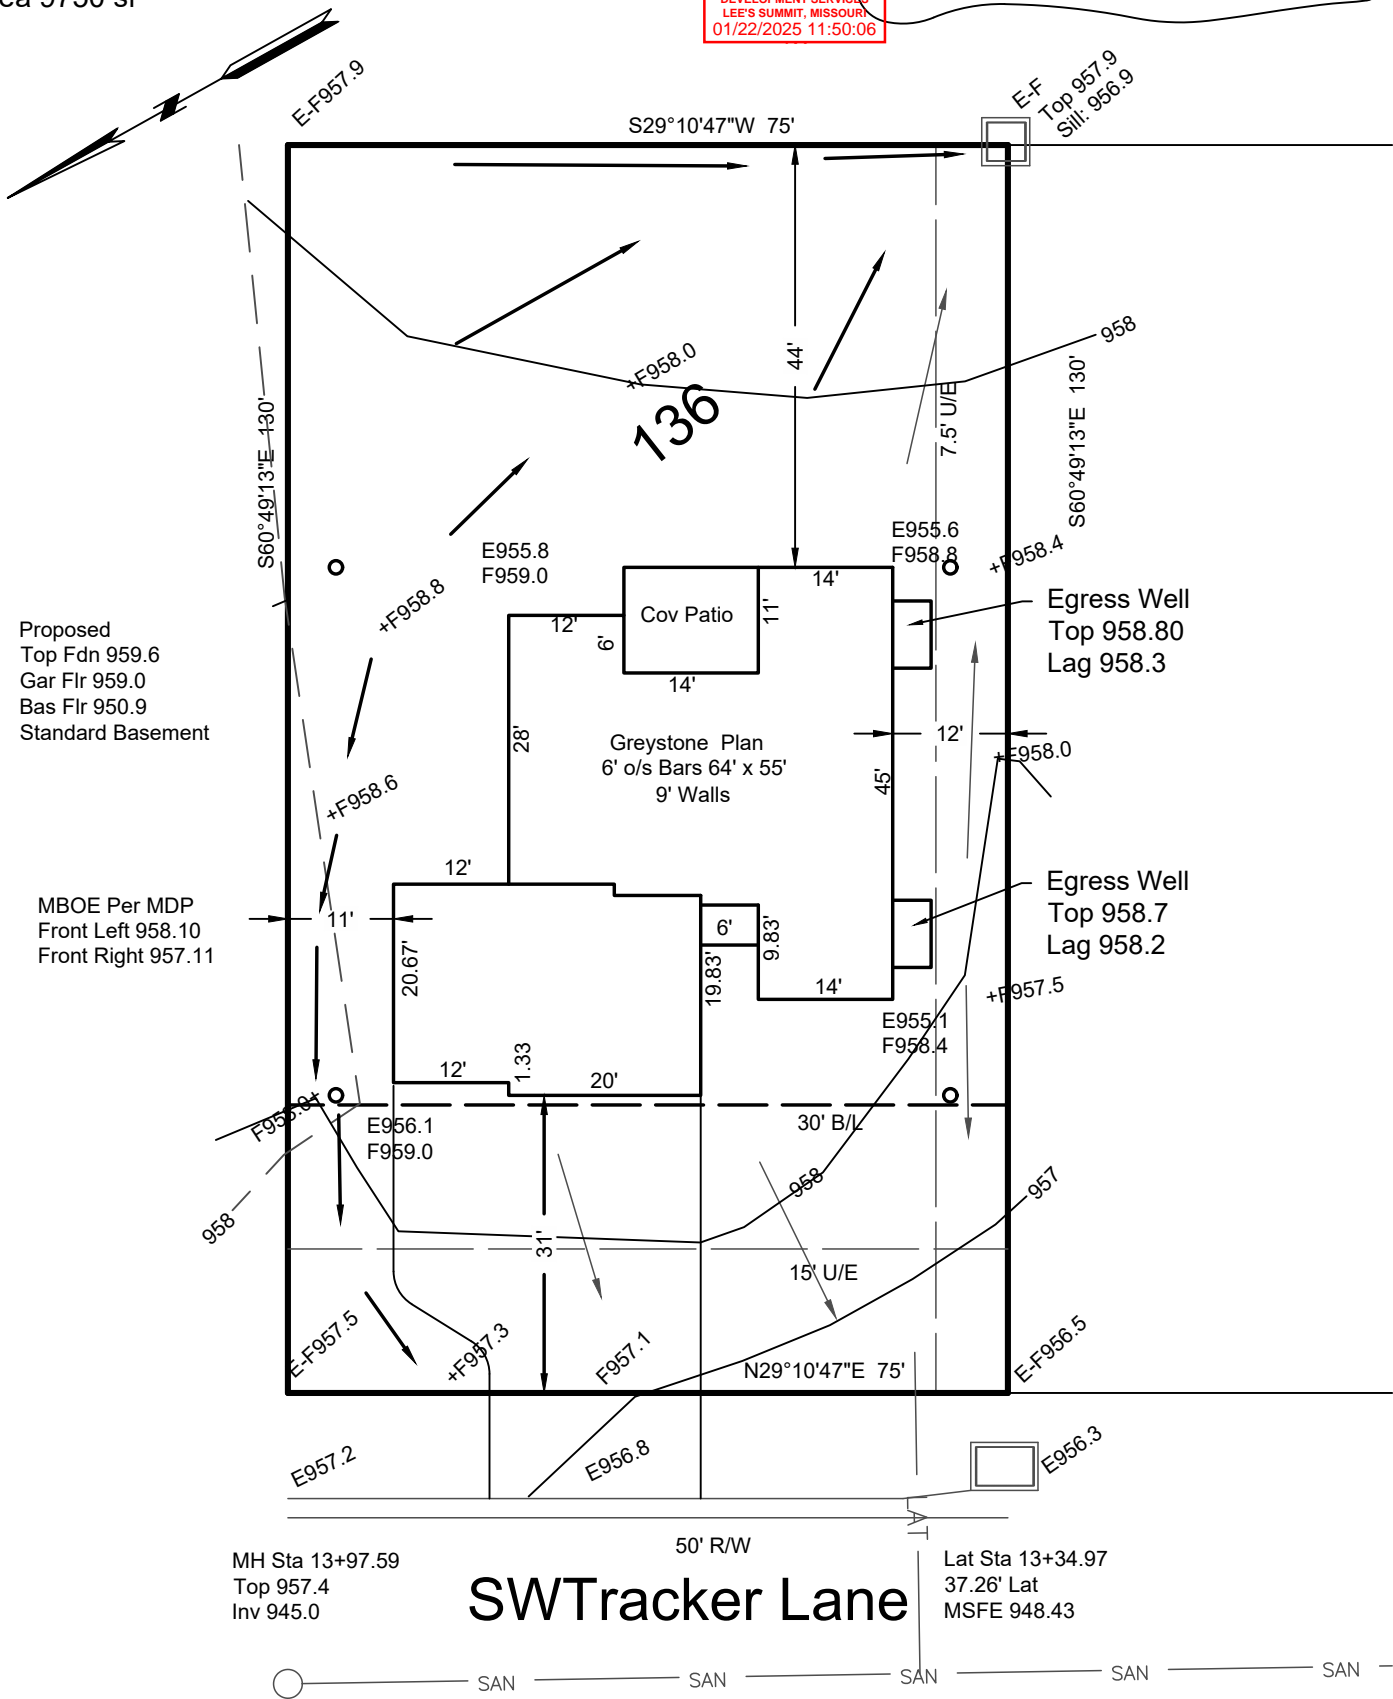 ea 9750 sf
DEVELOPMENT SERVICES
LEE'S SUMMIT, MISSOURI
01/22/2025 11:50:06
E-F957.9
S29°10'47"W 75'
E-F
Top 957.9
Sill: 956.9
958
44'
+F958.0
136
7.5' U/E
S60°49'13"E 130'
S60°49'13"E 130'
E955.8
F959.0
E955.6
F958.8
+F958.4
14'
Cov Patio
11'
12'
6'
14'
+F958.8
Egress Well
Top 958.80
Lag 958.3
Proposed
Top Fdn 959.6
Gar Flr 959.0
Bas Flr 950.9
Standard Basement
28'
Greystone Plan
6' o/s Bars 64' x 55'
9' Walls
45'
12'
+F958.0
+F958.6
12'
MBOE Per MDP
Front Left 958.10
Front Right 957.11
11'
20.67'
6'
9.83'
19.83'
14'
Egress Well
Top 958.7
Lag 958.2
+F957.5
E955.1
F958.4
12'
1.33
20'
F958.0+
E956.1
F959.0
30' B/L
958
958
957
31'
15' U/E
E-F957.5
+F957.3
F957.1
N29°10'47"E 75'
E-F956.5
E957.2
E956.8
E956.3
LAT
50' R/W
MH Sta 13+97.59
Top 957.4
Inv 945.0
SWTracker Lane
Lat Sta 13+34.97
37.26' Lat
MSFE 948.43
SAN SAN SAN SAN SAN